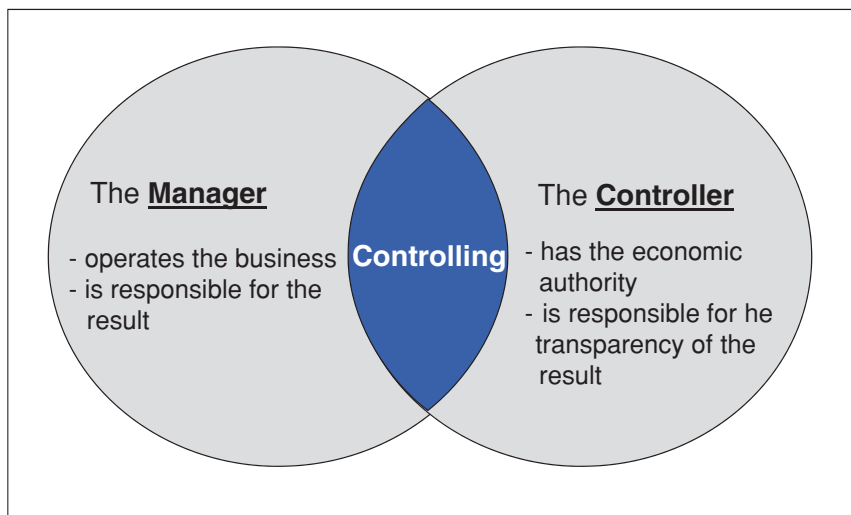 The Manager
- operates the business
- is responsible for the
result
Controlling
The Controller
- has the economic
authority
- is responsible for he
transparency of the
result